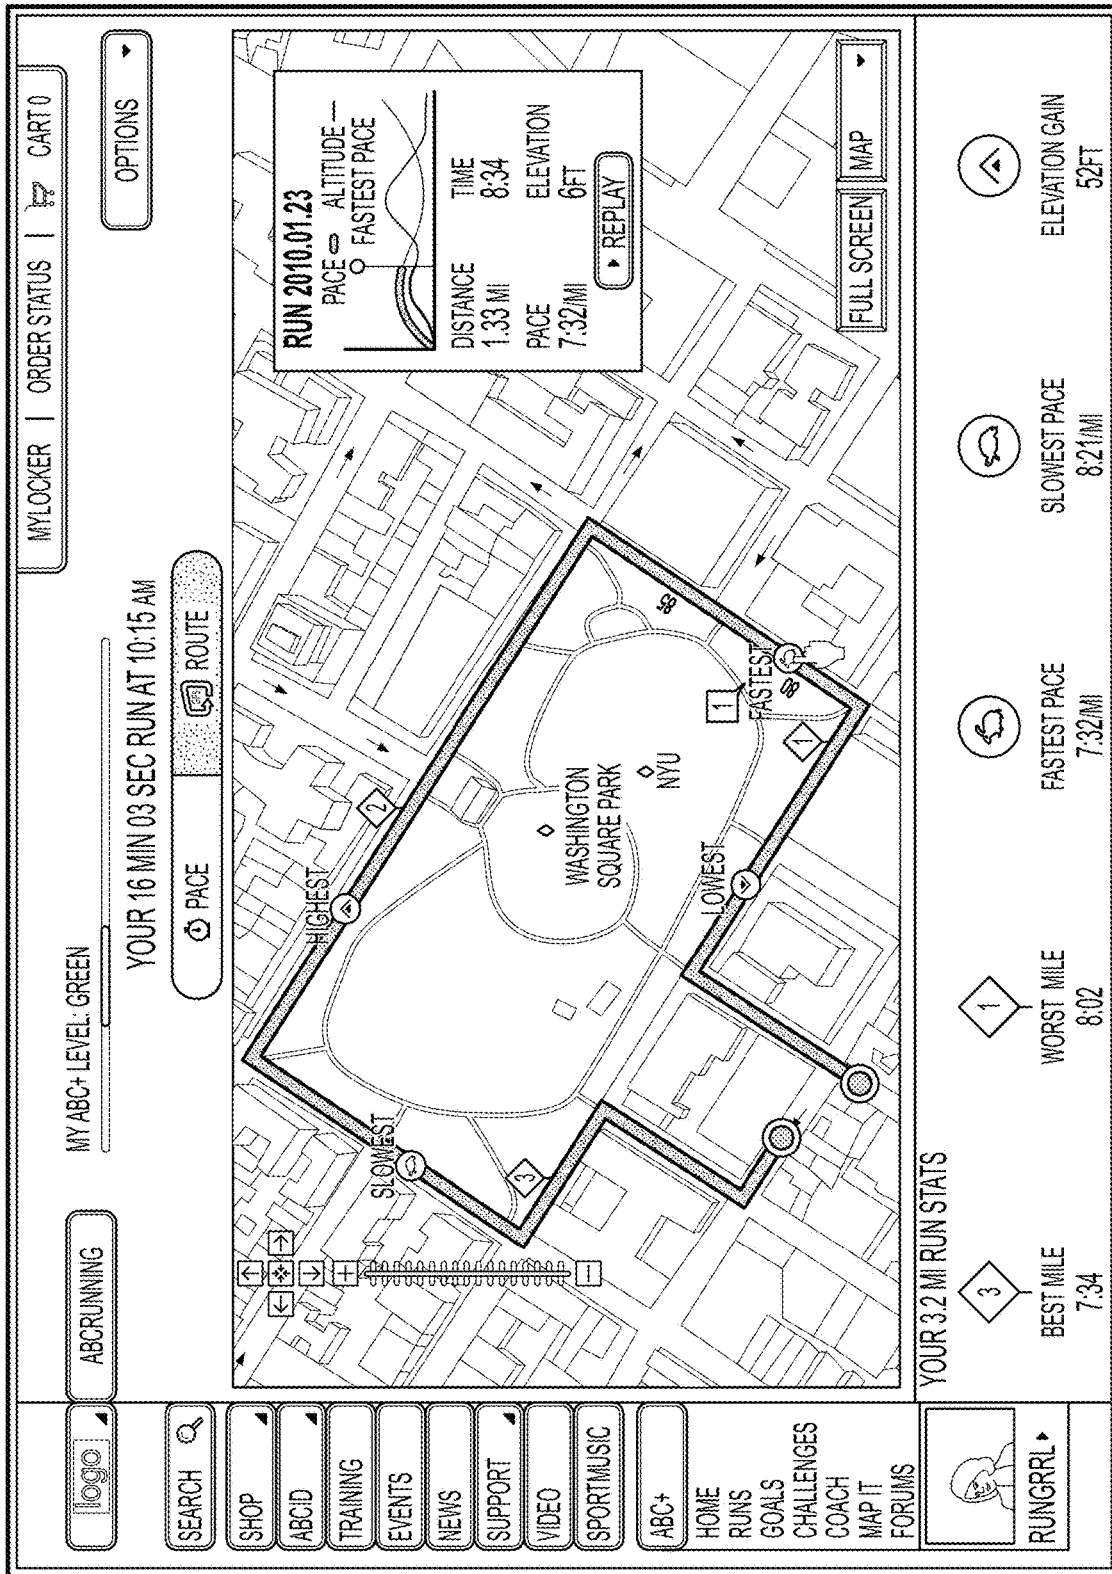 logo
ABCRUNNING
MY ABC+ LEVEL: GREEN
MYLOCKER | ORDER STATUS | CART 0
SEARCH
YOUR 16 MIN 03 SEC RUN AT 10:15 AM
OPTIONS
PACE
ROUTE
SHOP
ABCID
TRAINING
EVENTS
NEWS
SUPPORT
VIDEO
SPORTMUSIC
ABC+
HOME
RUNS
GOALS
CHALLENGES
COACH
MAP IT
FORUMS
RUNGRRL
HIGHEST
2
SLOWEST
3
WASHINGTON
SQUARE PARK
NYU
LOWEST
1
1
FASTEST
85
80
RUN 2010.01.23
PACE ALTITUDE
FASTEST PACE
DISTANCE
1.33 MI
TIME
8:34
PACE
7:32/MI
ELEVATION
6FT
REPLAY
FULL SCREEN
MAP
YOUR 3.2 MI RUN STATS
3
BEST MILE
7:34
1
WORST MILE
8:02
FASTEST PACE
7:32/MI
SLOWEST PACE
8:21/MI
ELEVATION GAIN
52FT